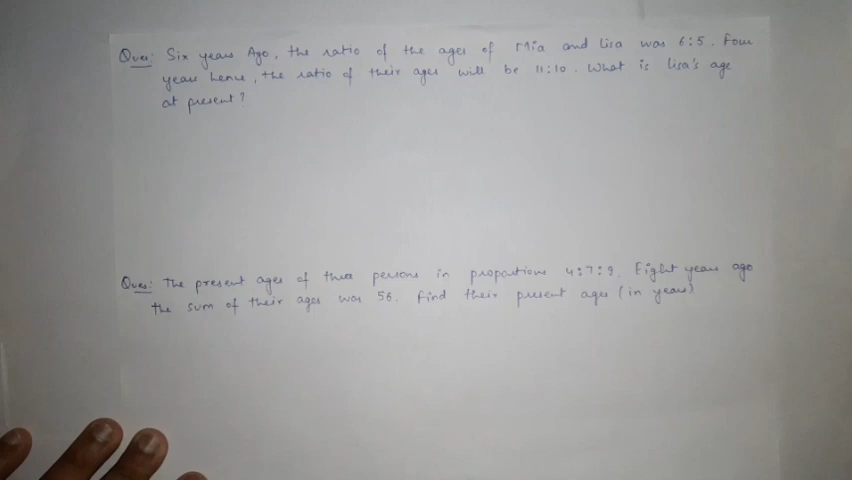 Ques: Six years Ago, the ratio of the ages of Mia and Lisa was 6:5. Four
years hence, the ratio of their ages will be 11:10. What is Lisa's age
at present?
Ques: The present ages of three persons in proportions 4:7:9. Eight years ago
the sum of their ages was 56. Find their present ages (in years)